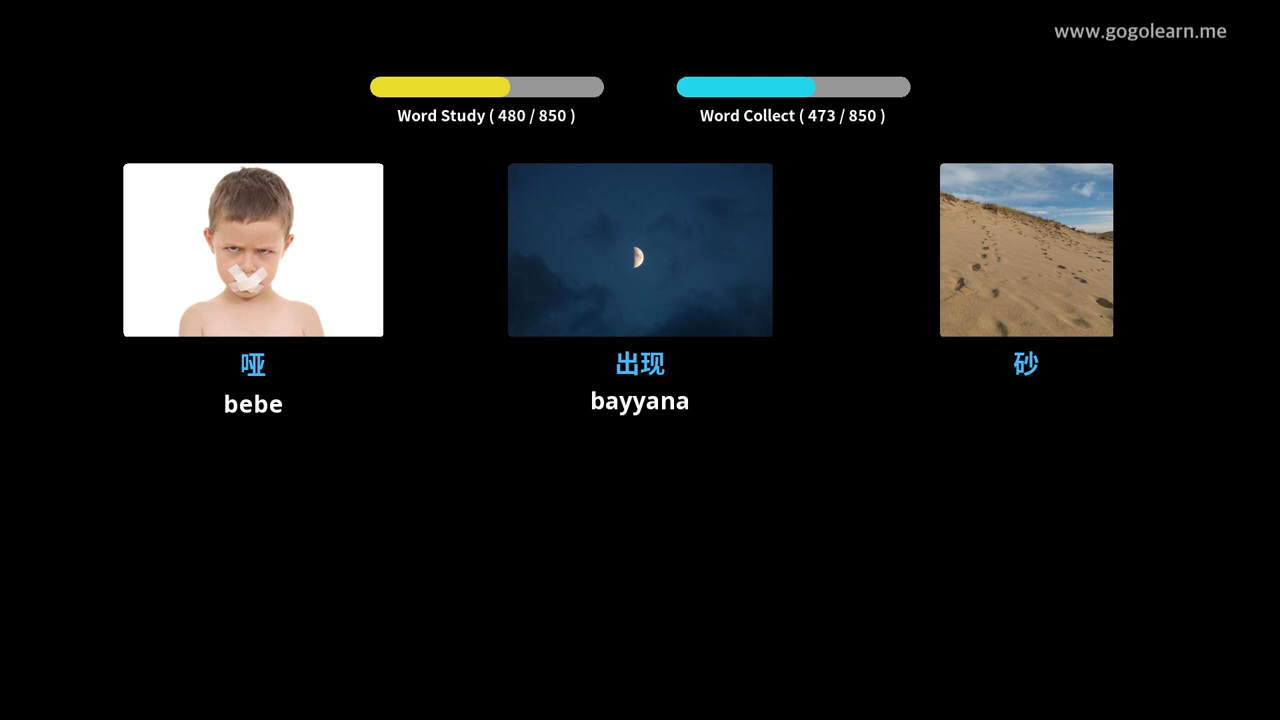 www.gogolearn.me
Word Study ( 480 / 850 )
Word Collect ( 473 / 850 )
哑
bebe
出现
bayyana
砂